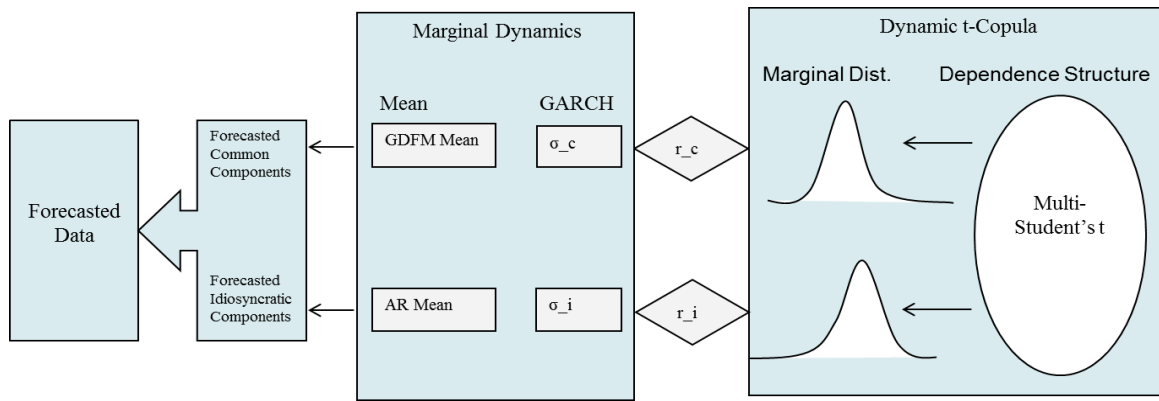 Forecasted
Data
Forecasted
Common
Components
Forecasted
Idiosyncratic
Components
Marginal Dynamics
Mean
GARCH
GDFM Mean
σ_c
AR Mean
σ_i
r_c
r_i
Dynamic t-Copula
Marginal Dist.
Dependence Structure
Multi-
Student's t